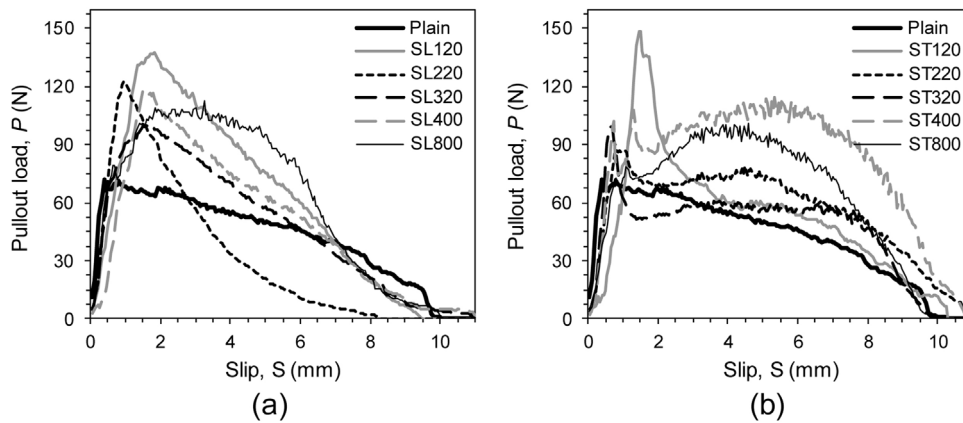 150
120
90
60
30
0
Pullout load, P (N)
Plain
SL120
SL220
SL320
SL400
SL800
0 2 4 6 8 10
Slip, S (mm)
(a)
150
120
90
60
30
0
Pullout load, P (N)
Plain
ST120
ST220
ST320
ST400
ST800
0 2 4 6 8 10
Slip, S (mm)
(b)